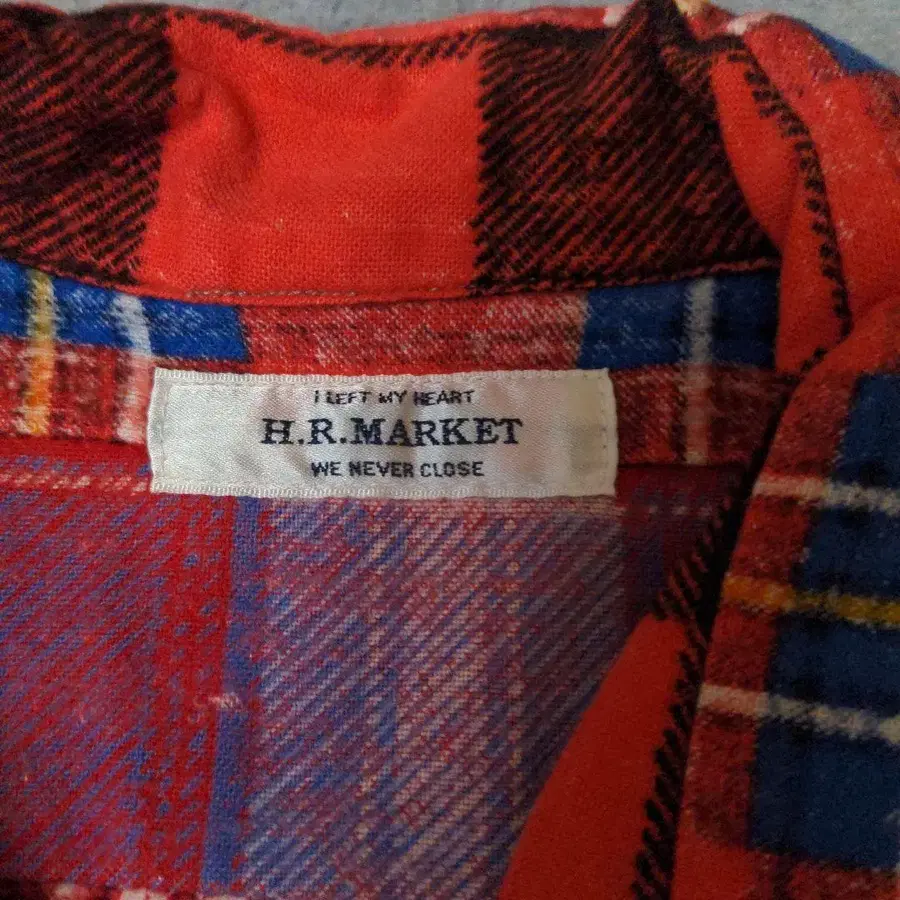 I LEFT MY HEART
H.R.MARKET
WE NEVER CLOSE